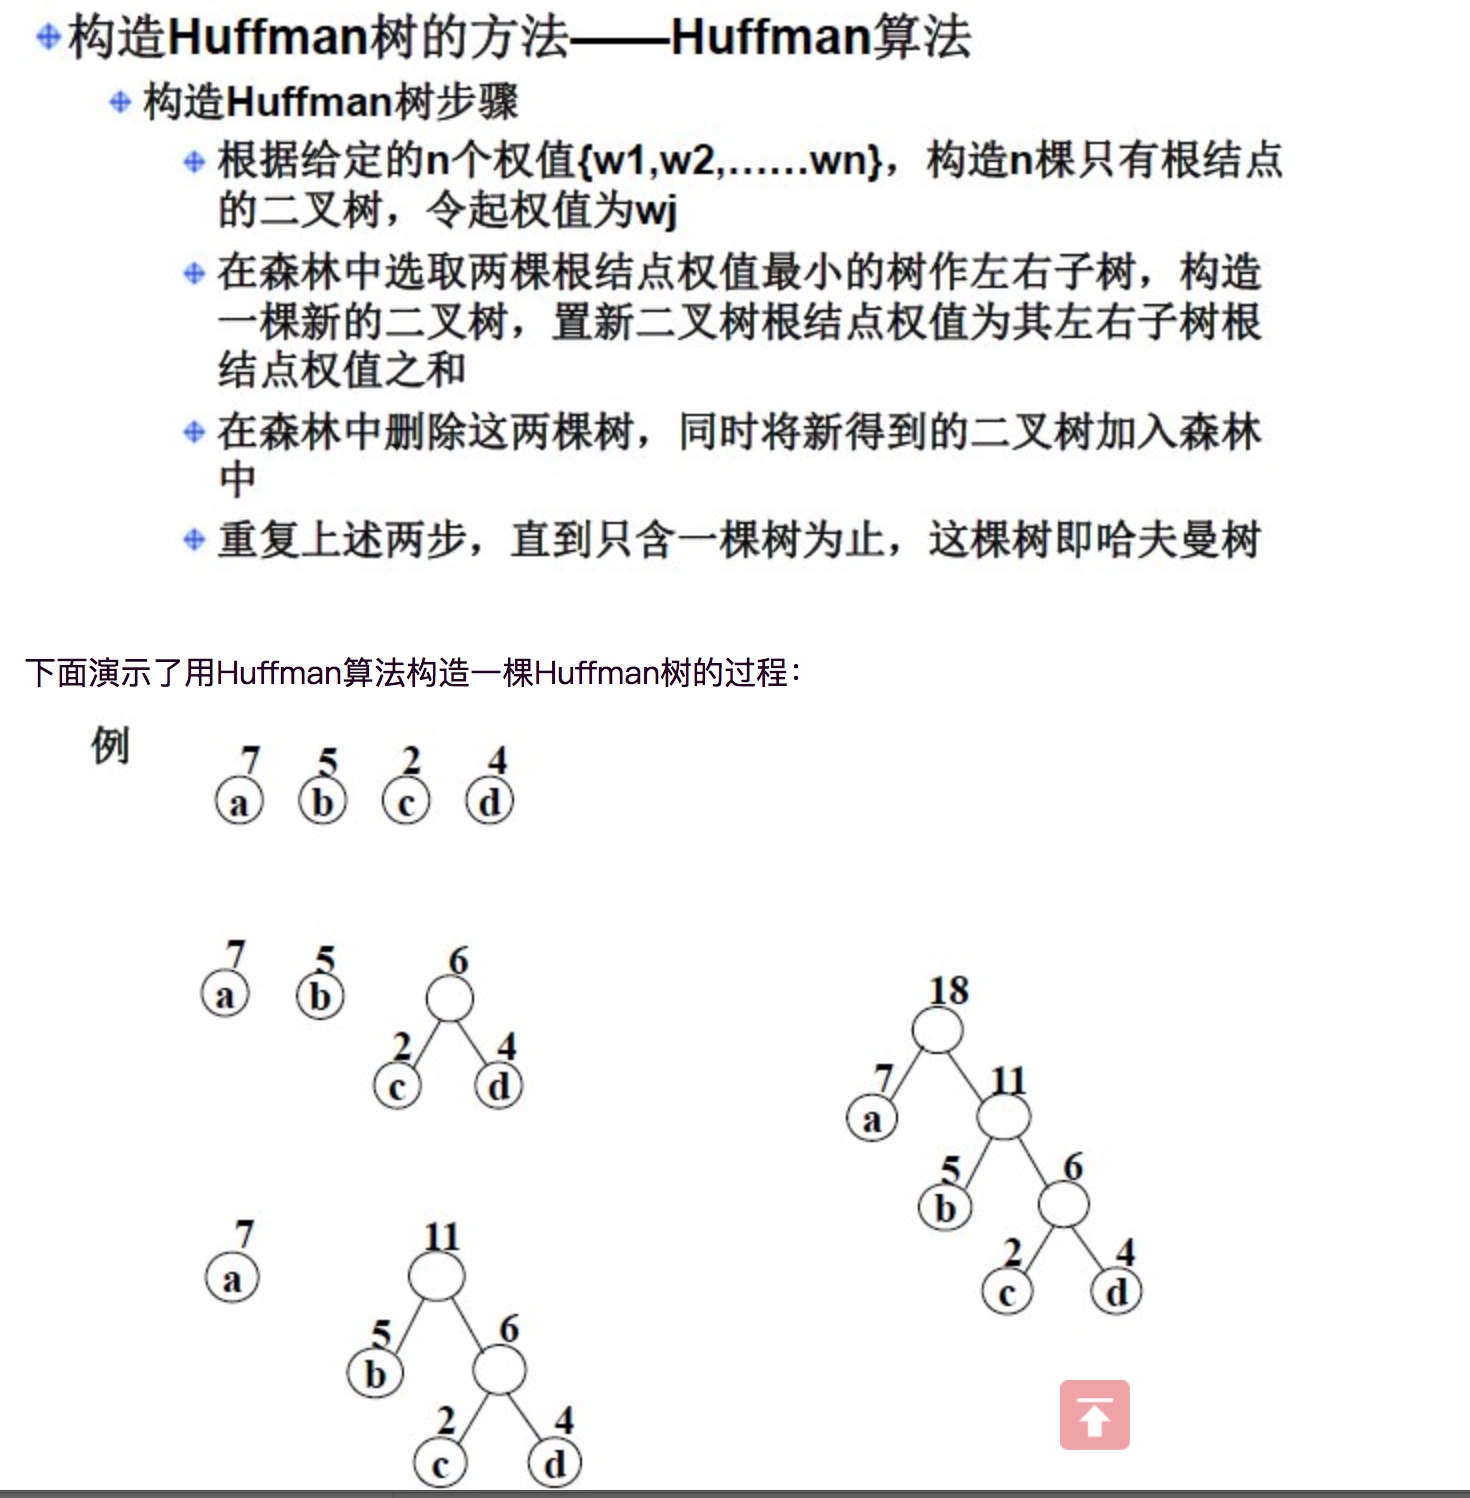 构造Huffman树的方法——Huffman算法
构造Huffman树步骤
根据给定的n个权值{w1,w2,……wn}，构造n棵只有根结点
的二叉树，令起权值为wj
在森林中选取两棵根结点权值最小的树作左右子树，构造
一棵新的二叉树，置新二叉树根结点权值为其左右子树根
结点权值之和
在森林中删除这两棵树，同时将新得到的二叉树加入森林
中
重复上述两步，直到只含一棵树为止，这棵树即哈夫曼树
下面演示了用Huffman算法构造一棵Huffman树的过程：
例
7 5 2 4
a b c d
7 5 6
a b
2 4
c d
18
7 11
a
5 6
b
2 4
c d
7 11
a
5 6
b
2 4
c d